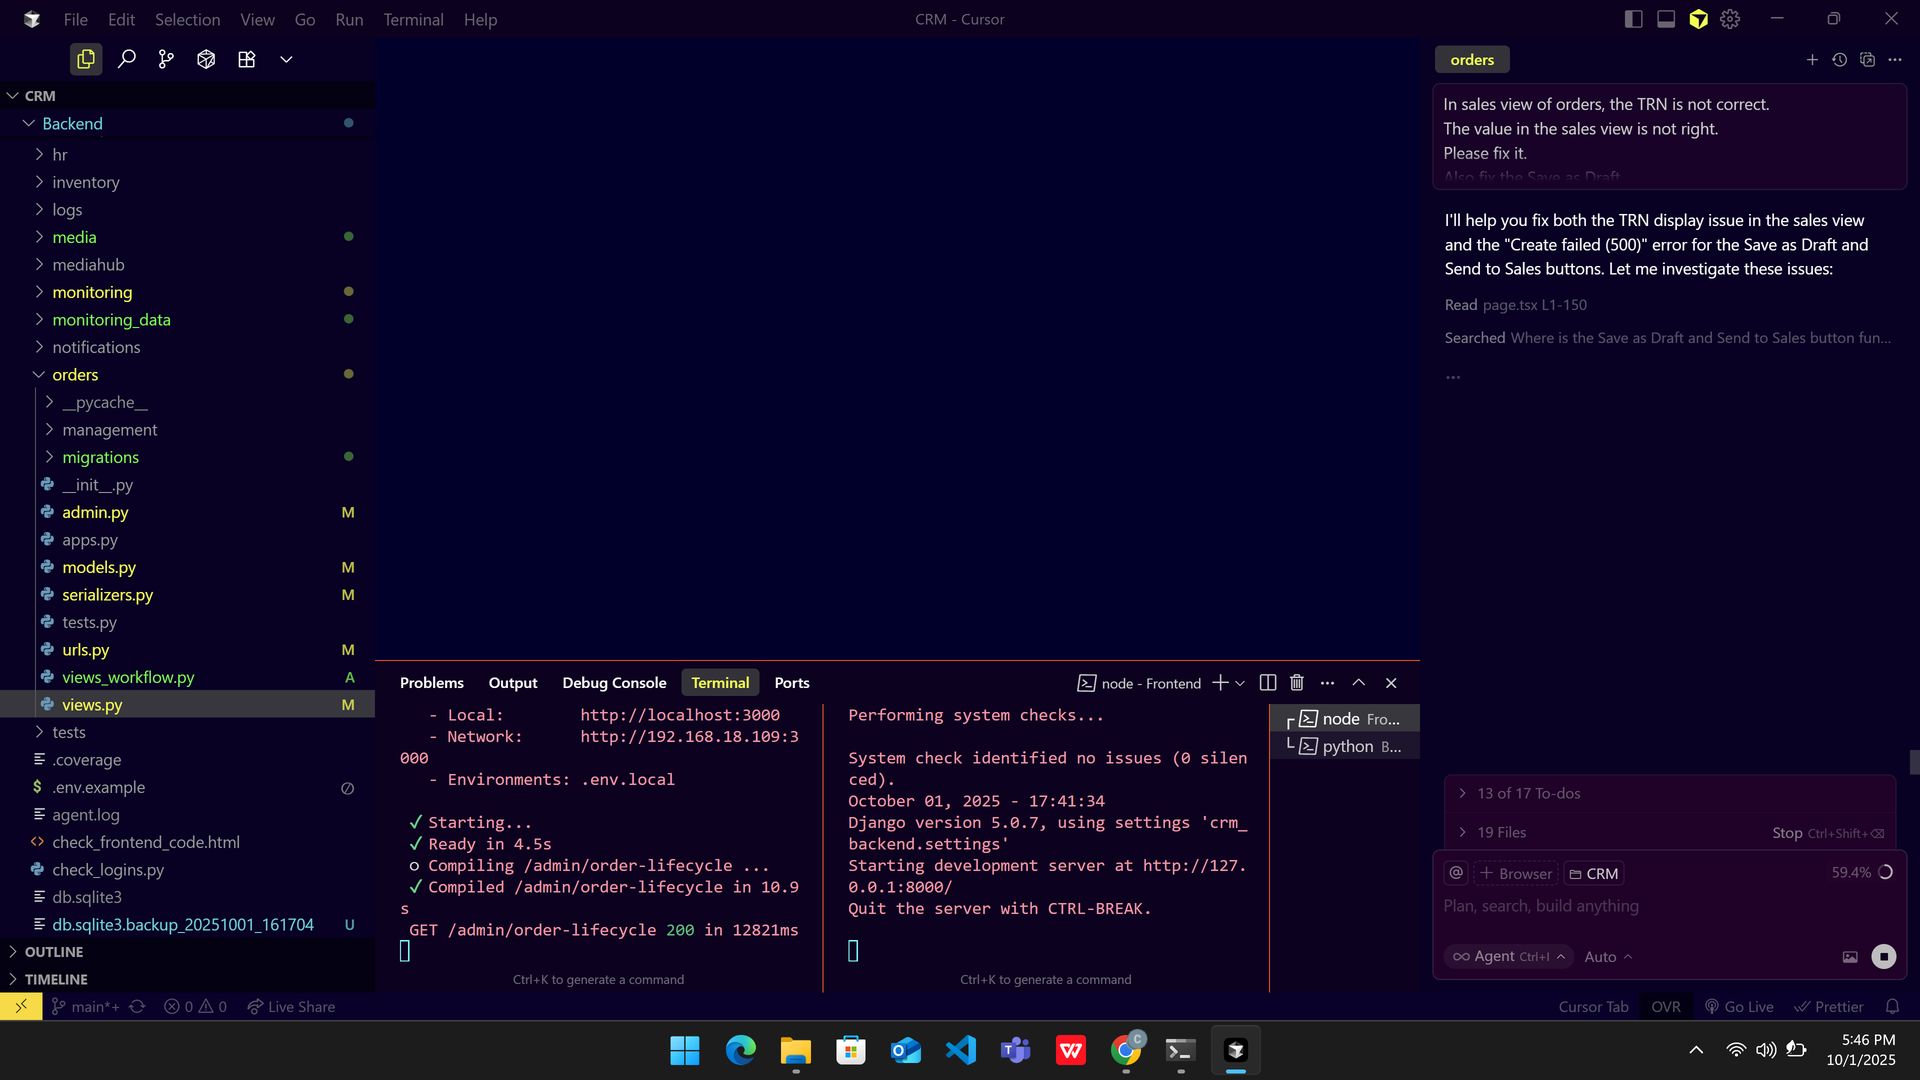 File Edit Selection View Go Run Terminal Help
CRM - Cursor
CRM
Backend
hr
inventory
logs
media
mediahub
monitoring
monitoring_data
notifications
orders
__pycache__
management
migrations
__init__.py
admin.py M
apps.py
models.py M
serializers.py M
tests.py
urls.py M
views_workflow.py A
views.py M
tests
.coverage
.env.example
agent.log
check_frontend_code.html
check_logins.py
db.sqlite3
db.sqlite3.backup_20251001_161704 U
OUTLINE
TIMELINE
Problems Output Debug Console Terminal Ports
node - Frontend
- Local: http://localhost:3000
- Network: http://192.168.18.109:3
000
- Environments: .env.local
✓ Starting...
✓ Ready in 4.5s
○ Compiling /admin/order-lifecycle ...
✓ Compiled /admin/order-lifecycle in 10.9
s
GET /admin/order-lifecycle 200 in 12821ms
Ctrl+K to generate a command
Performing system checks...
System check identified no issues (0 silen
ced).
October 01, 2025 - 17:41:34
Django version 5.0.7, using settings 'crm_
backend.settings'
Starting development server at http://127.
0.0.1:8000/
Quit the server with CTRL-BREAK.
Ctrl+K to generate a command
node Fro...
python B...
orders
In sales view of orders, the TRN is not correct.
The value in the sales view is not right.
Please fix it.
Also fix the Save as Draft
I'll help you fix both the TRN display issue in the sales view
and the "Create failed (500)" error for the Save as Draft and
Send to Sales buttons. Let me investigate these issues:
Read page.tsx L1-150
Searched Where is the Save as Draft and Send to Sales button fun...
...
13 of 17 To-dos
19 Files Stop Ctrl+Shift+⌫
@ + Browser CRM 59.4%
Plan, search, build anything
∞ Agent Ctrl+I Auto
main*+ 0 0 Live Share
Cursor Tab OVR Go Live Prettier
5:46 PM
10/1/2025